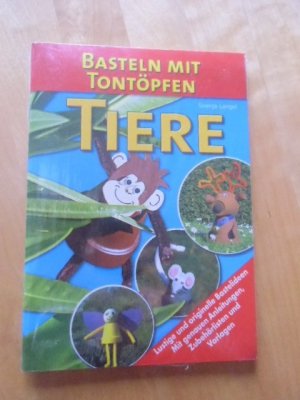 BASTELN MIT
TONTÖPFEN
TIERE
Lustige und originelle Bastelideen
Mit genauen Anleitungen,
Zubehörlisten und
Vorlagen